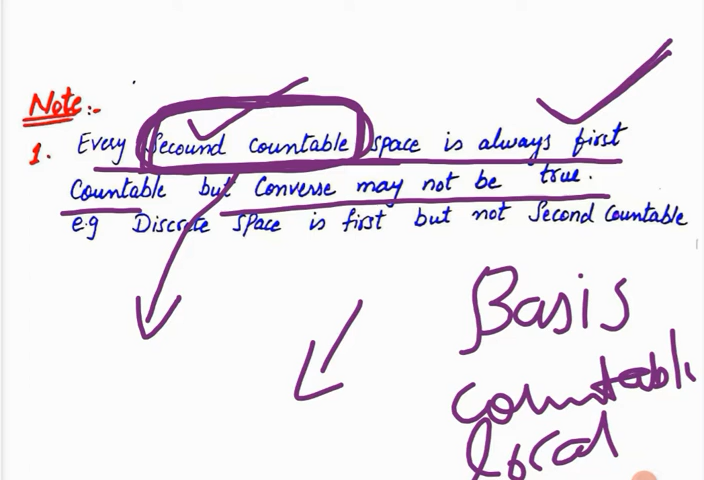 Note:-
1. Every Secound countable space is always first
Countable but Converse may not be true.
e.g Discrete space is first but not Second Countable
Basis
countable
local